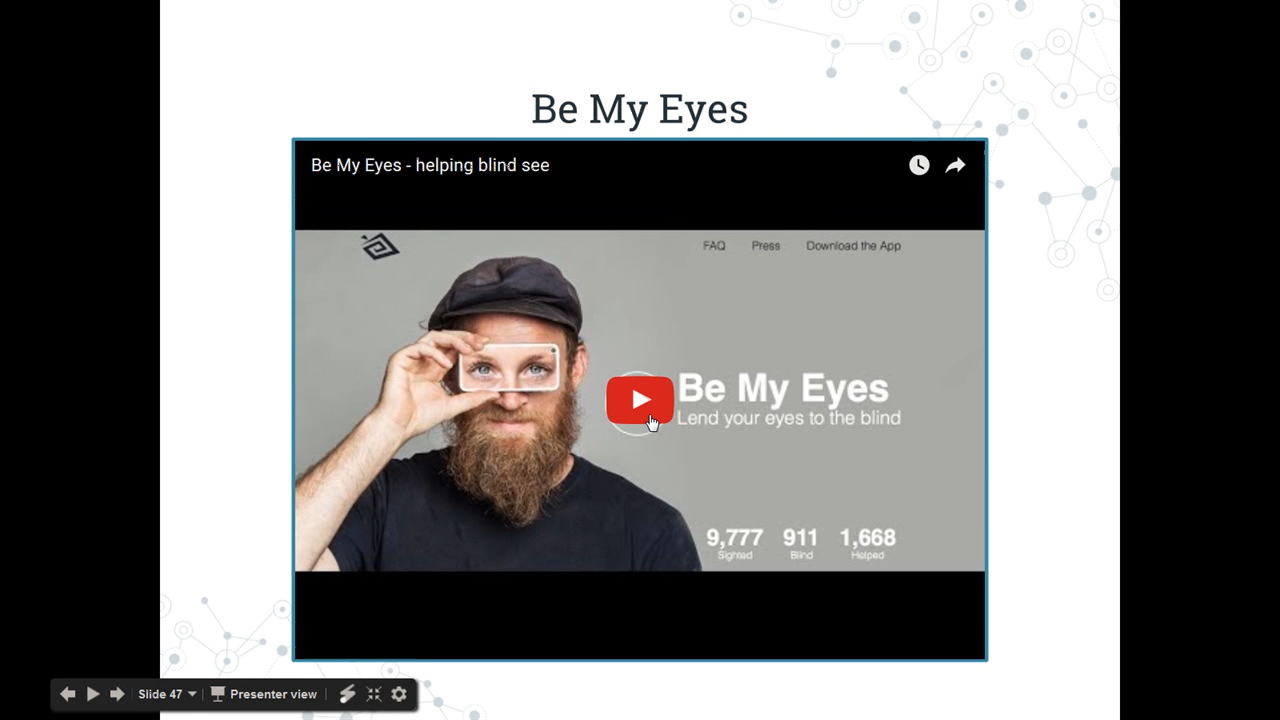 Be My Eyes
Be My Eyes - helping blind see
FAQ Press Download the App
Be My Eyes
Lend your eyes to the blind
9,777 911 1,668
Sighted Blind Helped
Slide 47 Presenter view